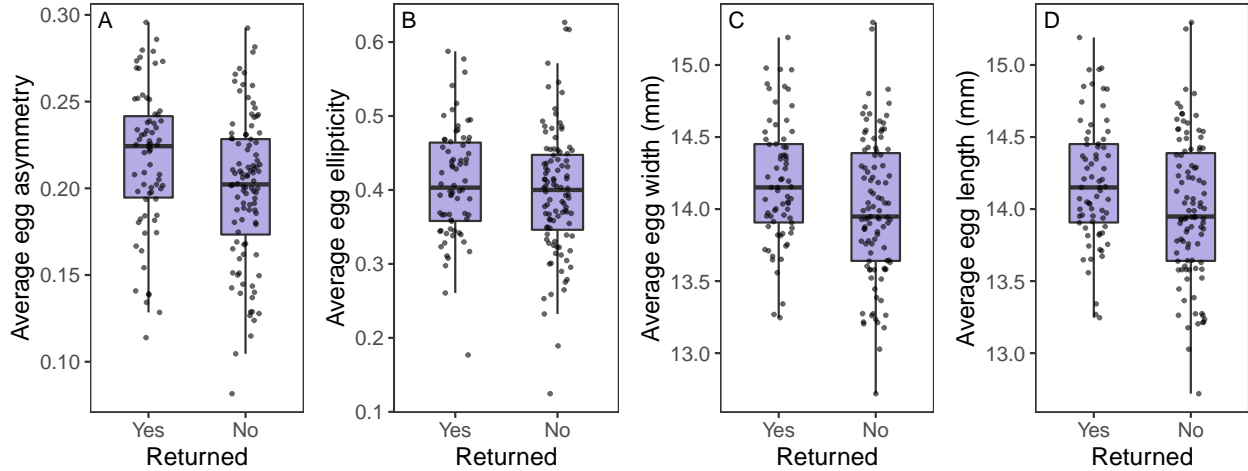 A
Average egg asymmetry
0.30
0.25
0.20
0.15
0.10
Yes
No
Returned
B
Average egg ellipticity
0.6
0.5
0.4
0.3
0.2
0.1
Yes
No
Returned
C
Average egg width (mm)
15.0
14.5
14.0
13.5
13.0
Yes
No
Returned
D
Average egg length (mm)
15.0
14.5
14.0
13.5
13.0
Yes
No
Returned